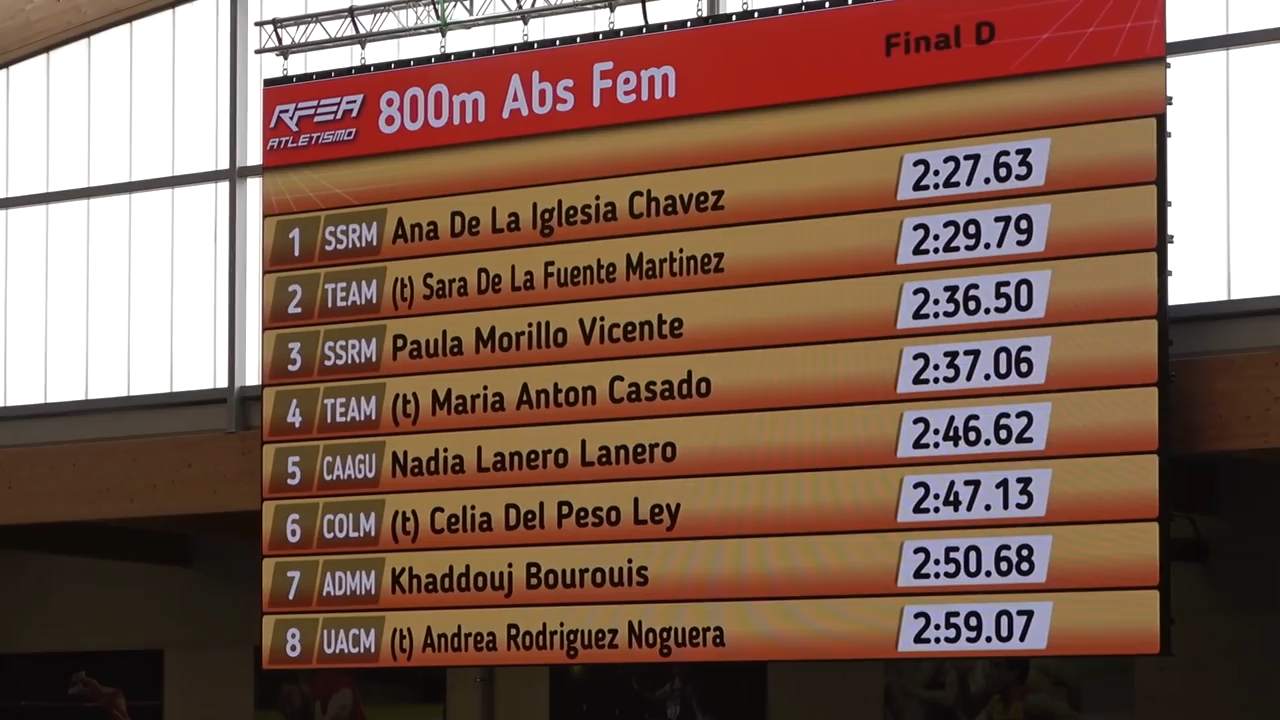 RFEA ATLETISMO 800m Abs Fem Final D
1 SSRM Ana De La Iglesia Chavez 2:27.63
2 TEAM (t) Sara De La Fuente Martinez 2:29.79
3 SSRM Paula Morillo Vicente 2:36.50
4 TEAM (t) Maria Anton Casado 2:37.06
5 CAAGU Nadia Lanero Lanero 2:46.62
6 COLM (t) Celia Del Peso Ley 2:47.13
7 ADMM Khaddouj Bourouis 2:50.68
8 UACM (t) Andrea Rodriguez Noguera 2:59.07